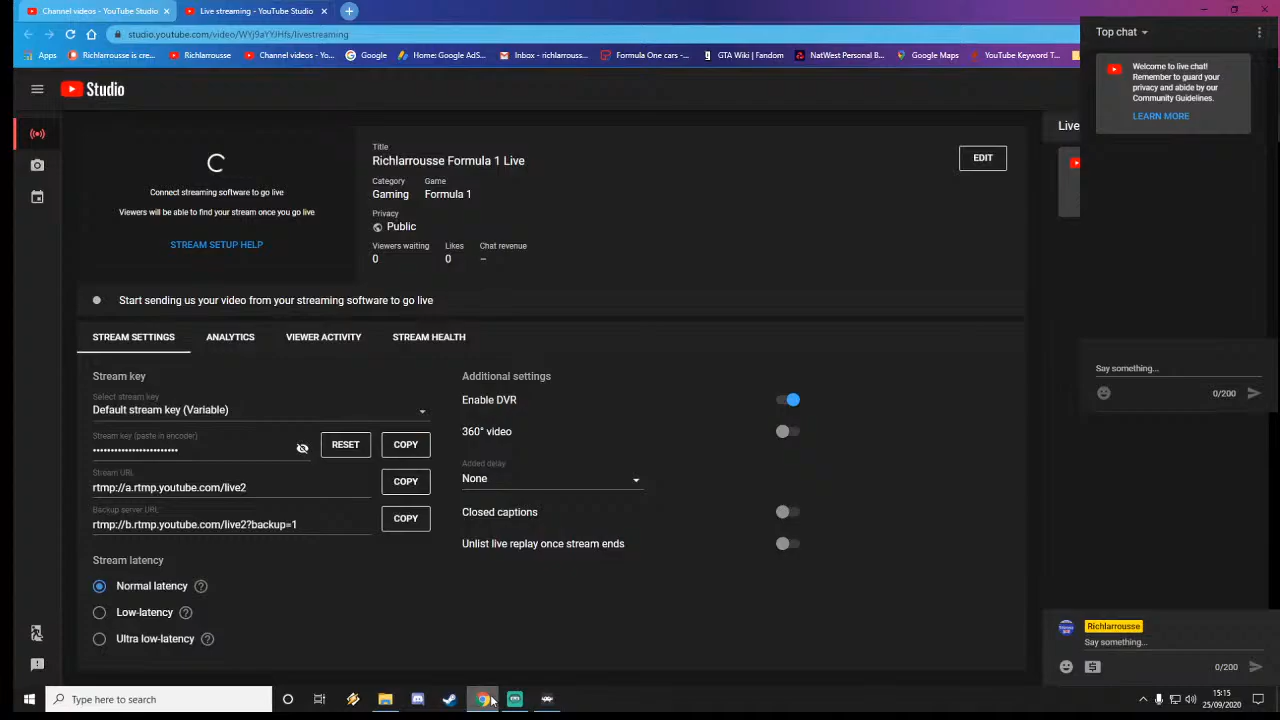 Channel videos - YouTube Studio
Live streaming - YouTube Studio
studio.youtube.com/video/WYj9aYYJHfs/livestreaming
Apps
Richlarrousse is crea...
Richlarrousse
Channel videos - Yo...
Google
Home: Google AdS...
Inbox - richlarrouss...
Formula One cars -...
GTA Wiki | Fandom
NatWest Personal B...
Google Maps
YouTube Keyword T...
Top chat
Welcome to live chat!
Remember to guard your
privacy and abide by our
Community Guidelines.
LEARN MORE
Studio
Live
Connect streaming software to go live
Viewers will be able to find your stream once you go live
STREAM SETUP HELP
Title
Richlarrousse Formula 1 Live
EDIT
Category
Game
Gaming
Formula 1
Privacy
Public
Viewers waiting
Likes
Chat revenue
0
0
–
Start sending us your video from your streaming software to go live
STREAM SETTINGS
ANALYTICS
VIEWER ACTIVITY
STREAM HEALTH
Stream key
Select stream key
Default stream key (Variable)
Stream key (paste in encoder)
•••••••••••••••••••••••
RESET
COPY
Stream URL
rtmp://a.rtmp.youtube.com/live2
COPY
Backup server URL
rtmp://b.rtmp.youtube.com/live2?backup=1
COPY
Stream latency
Normal latency
Low-latency
Ultra low-latency
Additional settings
Enable DVR
360° video
Added delay
None
Closed captions
Unlist live replay once stream ends
Say something...
0/200
Richlarrousse
Say something...
0/200
Type here to search
15:15
25/09/2020